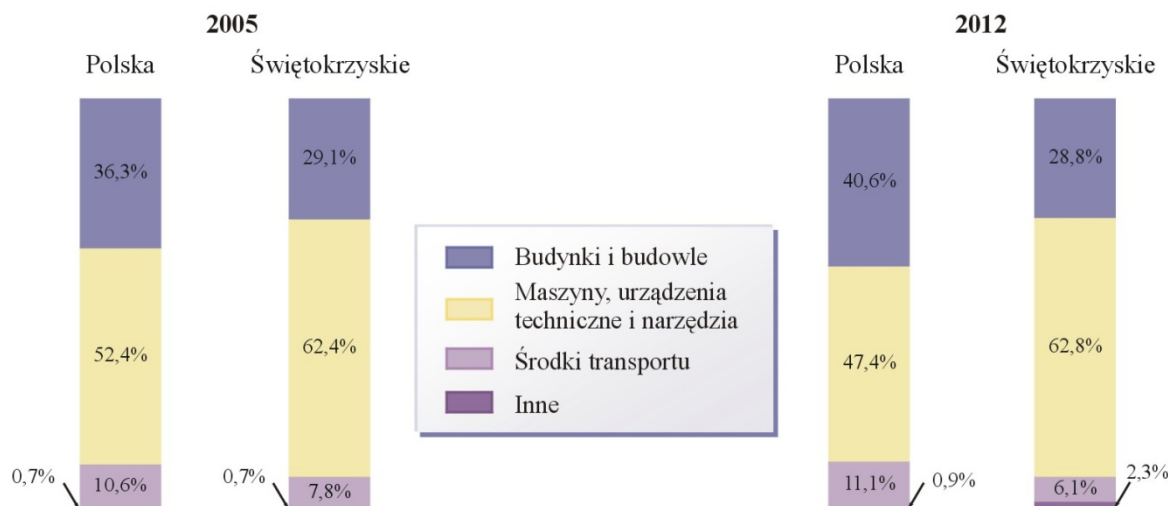 2005
Polska
Świętokrzyskie
36,3%
29,1%
52,4%
62,4%
0,7%
10,6%
0,7%
7,8%
Budynki i budowle
Maszyny, urządzenia
techniczne i narzędzia
Środki transportu
Inne
2012
Polska
Świętokrzyskie
40,6%
28,8%
47,4%
62,8%
11,1%
0,9%
6,1%
2,3%